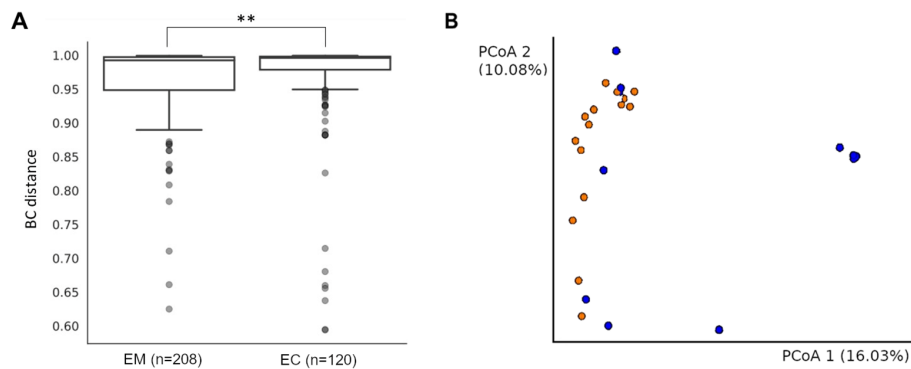 A
**
1.00
0.95
0.90
0.85
0.80
0.75
0.70
0.65
0.60
BC distance
EM (n=208)
EC (n=120)
B
PCoA 2
(10.08%)
PCoA 1 (16.03%)